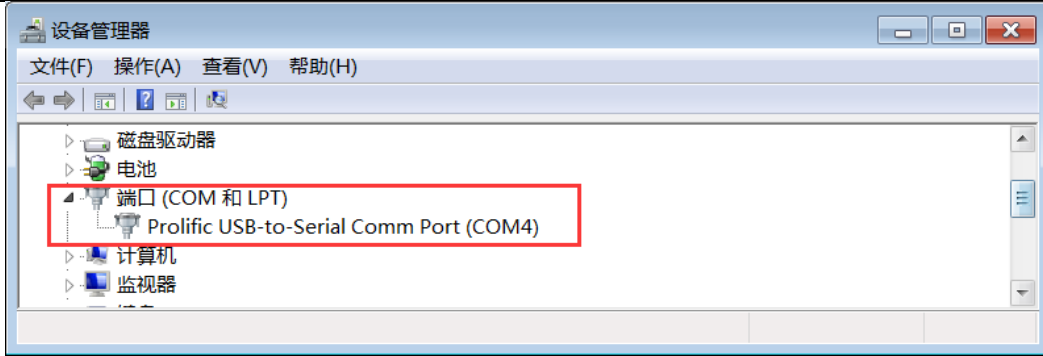 设备管理器
文件(F) 操作(A) 查看(V) 帮助(H)
磁盘驱动器
电池
端口 (COM 和 LPT)
Prolific USB-to-Serial Comm Port (COM4)
计算机
监视器